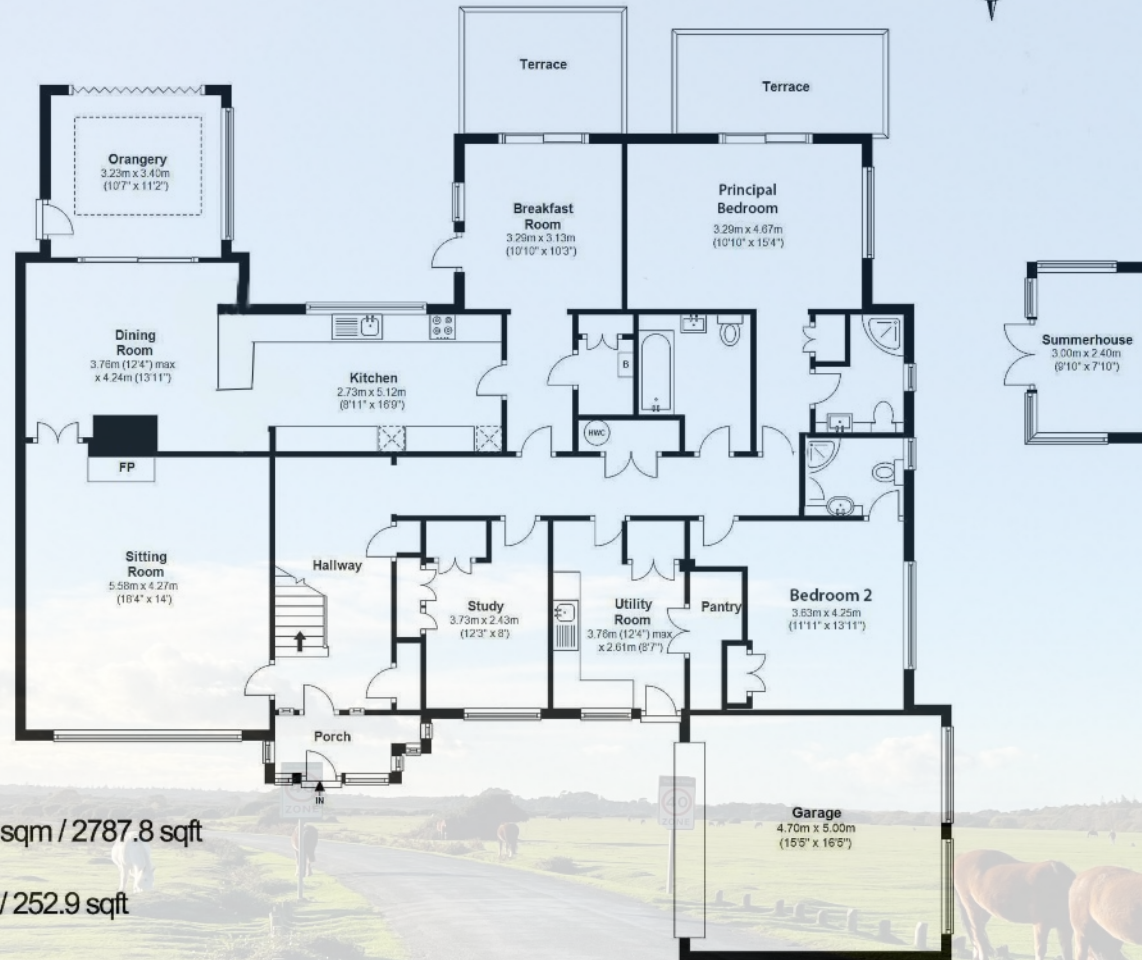 Terrace
Terrace
Orangery
3.23m x 3.40m
(10'7" x 11'2")
Breakfast
Room
3.29m x 3.13m
(10'10" x 10'3")
Principal
Bedroom
3.29m x 4.67m
(10'10" x 15'4")
Summerhouse
3.00m x 2.40m
(9'10" x 7'10")
Dining
Room
3.76m (12'4") max
x 4.24m (13'11")
Kitchen
2.73m x 5.12m
(8'11" x 16'9")
B
HWC
FP
Sitting
Room
5.58m x 4.27m
(18'4" x 14')
Hallway
Study
3.73m x 2.43m
(12'3" x 8')
Utility
Room
3.76m (12'4") max
x 2.61m (8'7")
Pantry
Bedroom 2
3.63m x 4.25m
(11'11" x 13'11")
Porch
IN
ZONE
40
ZONE
Garage
4.70m x 5.00m
(15'5" x 16'5")
sqm / 2787.8 sqft
/ 252.9 sqft